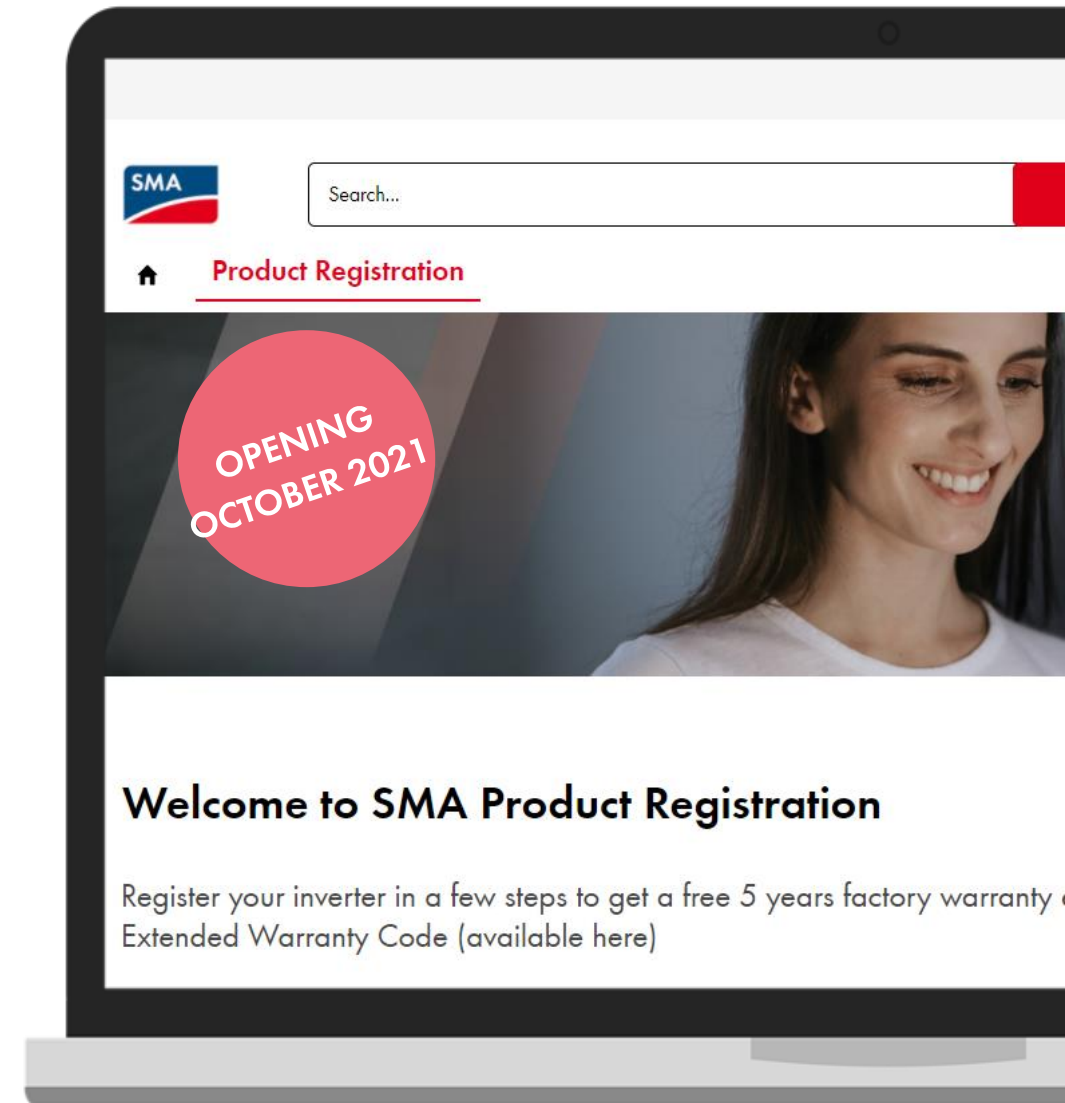 SMA
Search...
Product Registration
OPENING
OCTOBER 2021
Welcome to SMA Product Registration
Register your inverter in a few steps to get a free 5 years factory warranty
Extended Warranty Code (available here)